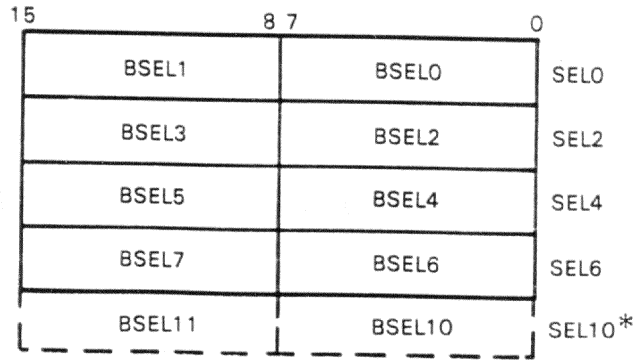 15 8 7 0
BSEL1 BSEL0 SEL0
BSEL3 BSEL2 SEL2
BSEL5 BSEL4 SEL4
BSEL7 BSEL6 SEL6
BSEL11 BSEL10 SEL10*